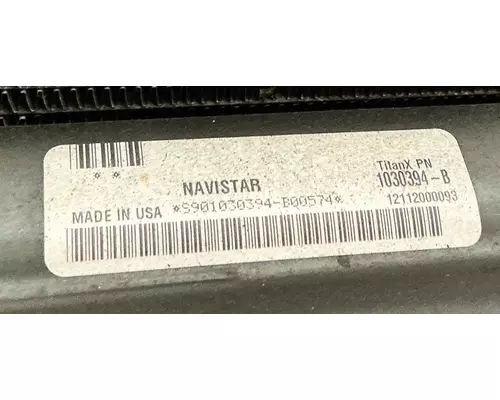 * *
NAVISTAR
TitanX PN
1030394-B
MADE IN USA *S901030394-B00574*
12112000093